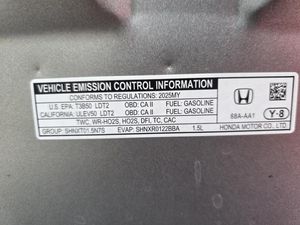 VEHICLE EMISSION CONTROL INFORMATION
CONFORMS TO REGULATIONS: 2025MY
U.S. EPA: T3B50 LDT2 OBD: CA II FUEL: GASOLINE
CALIFORNIA: ULEV50 LDT2 OBD: CA II FUEL: GASOLINE
TWC, WR-HO2S, HO2S, DFI, TC, CAC
GROUP: SHNXT01.5N7S EVAP: SHNXR0122BBA 1.5L
HONDA
88A-AA1 Y-8
HONDA MOTOR CO., LTD.